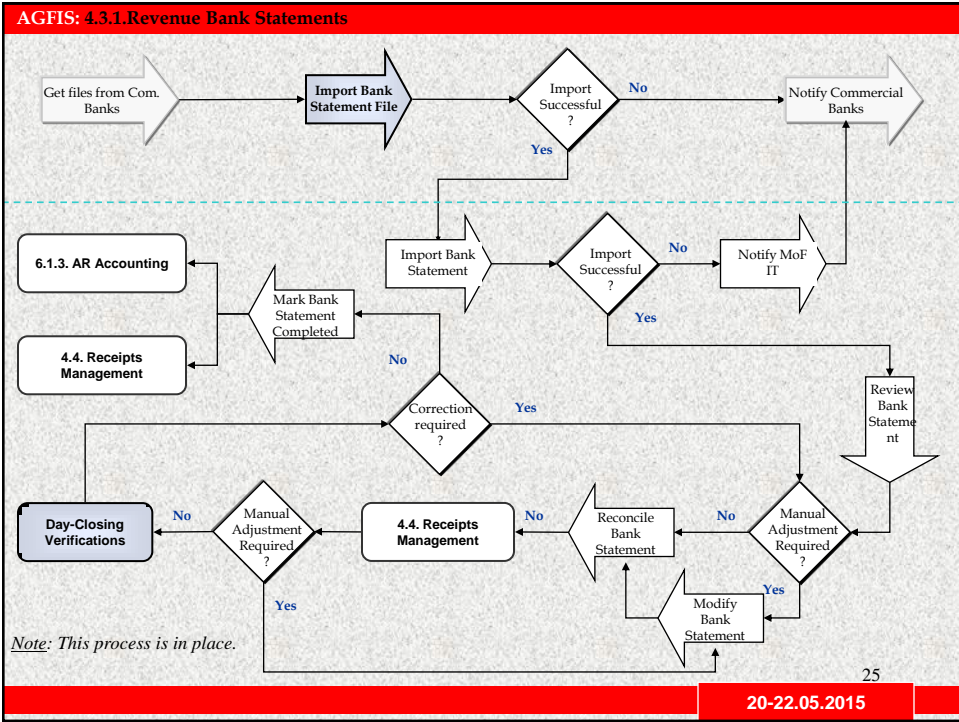 AGFIS: 4.3.1.Revenue Bank Statements
Get files from Com.
Banks
Import Bank
Statement File
Import
Successful
?
No
Notify Commercial
Banks
Yes
6.1.3. AR Accounting
Import Bank
Statement
Import
Successful
?
No
Notify MoF
IT
Mark Bank
Statement
Completed
Yes
4.4. Receipts
Management
No
Correction
required
?
Yes
Review
Bank
Stateme
nt
Day-Closing
Verifications
No
Manual
Adjustment
Required
?
4.4. Receipts
Management
No
Reconcile
Bank
Statement
No
Manual
Adjustment
Required
?
Yes
Yes
Modify
Bank
Statement
Note: This process is in place.
25
20-22.05.2015